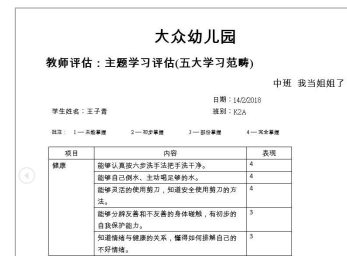 大众幼儿园
教师评估：主题学习评估(五大学习范畴)
中班 我当姐姐了
日期：14/2/2018
学生姓名：王子青
班别：K2A
批注： 1 — 未能掌握 2 — 初步掌握 3 — 部份掌握 4 — 完全掌握
项目 内容 表现
健康 能够认真按六步洗手法把手洗干净。 4
能够自己倒水、主动喝足够的水。 4
能够灵活的使用剪刀，知道安全使用剪刀的方 4
法。
能够分辨友善和不友善的身体碰触，有初步的 3
自我保护能力。
知道情绪与健康的关系，懂得如何排解自己的 3
不好情绪。